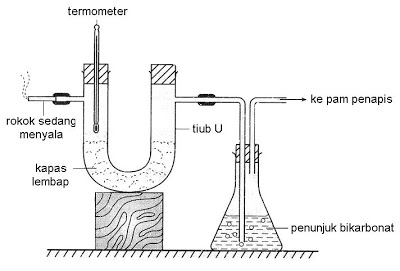 termometer
rokok sedang
menyala
kapas
lembap
tiub U
ke pam penapis
penunjuk bikarbonat